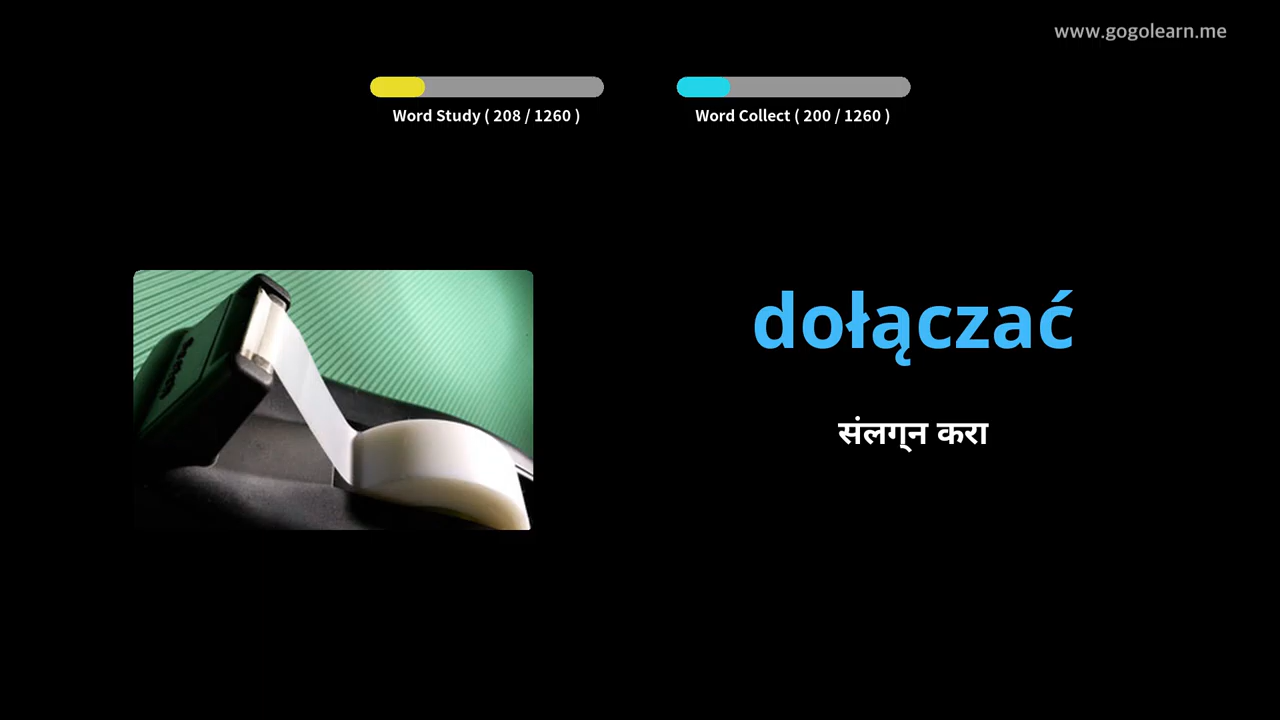 www.gogolearn.me
Word Study ( 208 / 1260 )
Word Collect ( 200 / 1260 )
dołączać
संलग्न करा